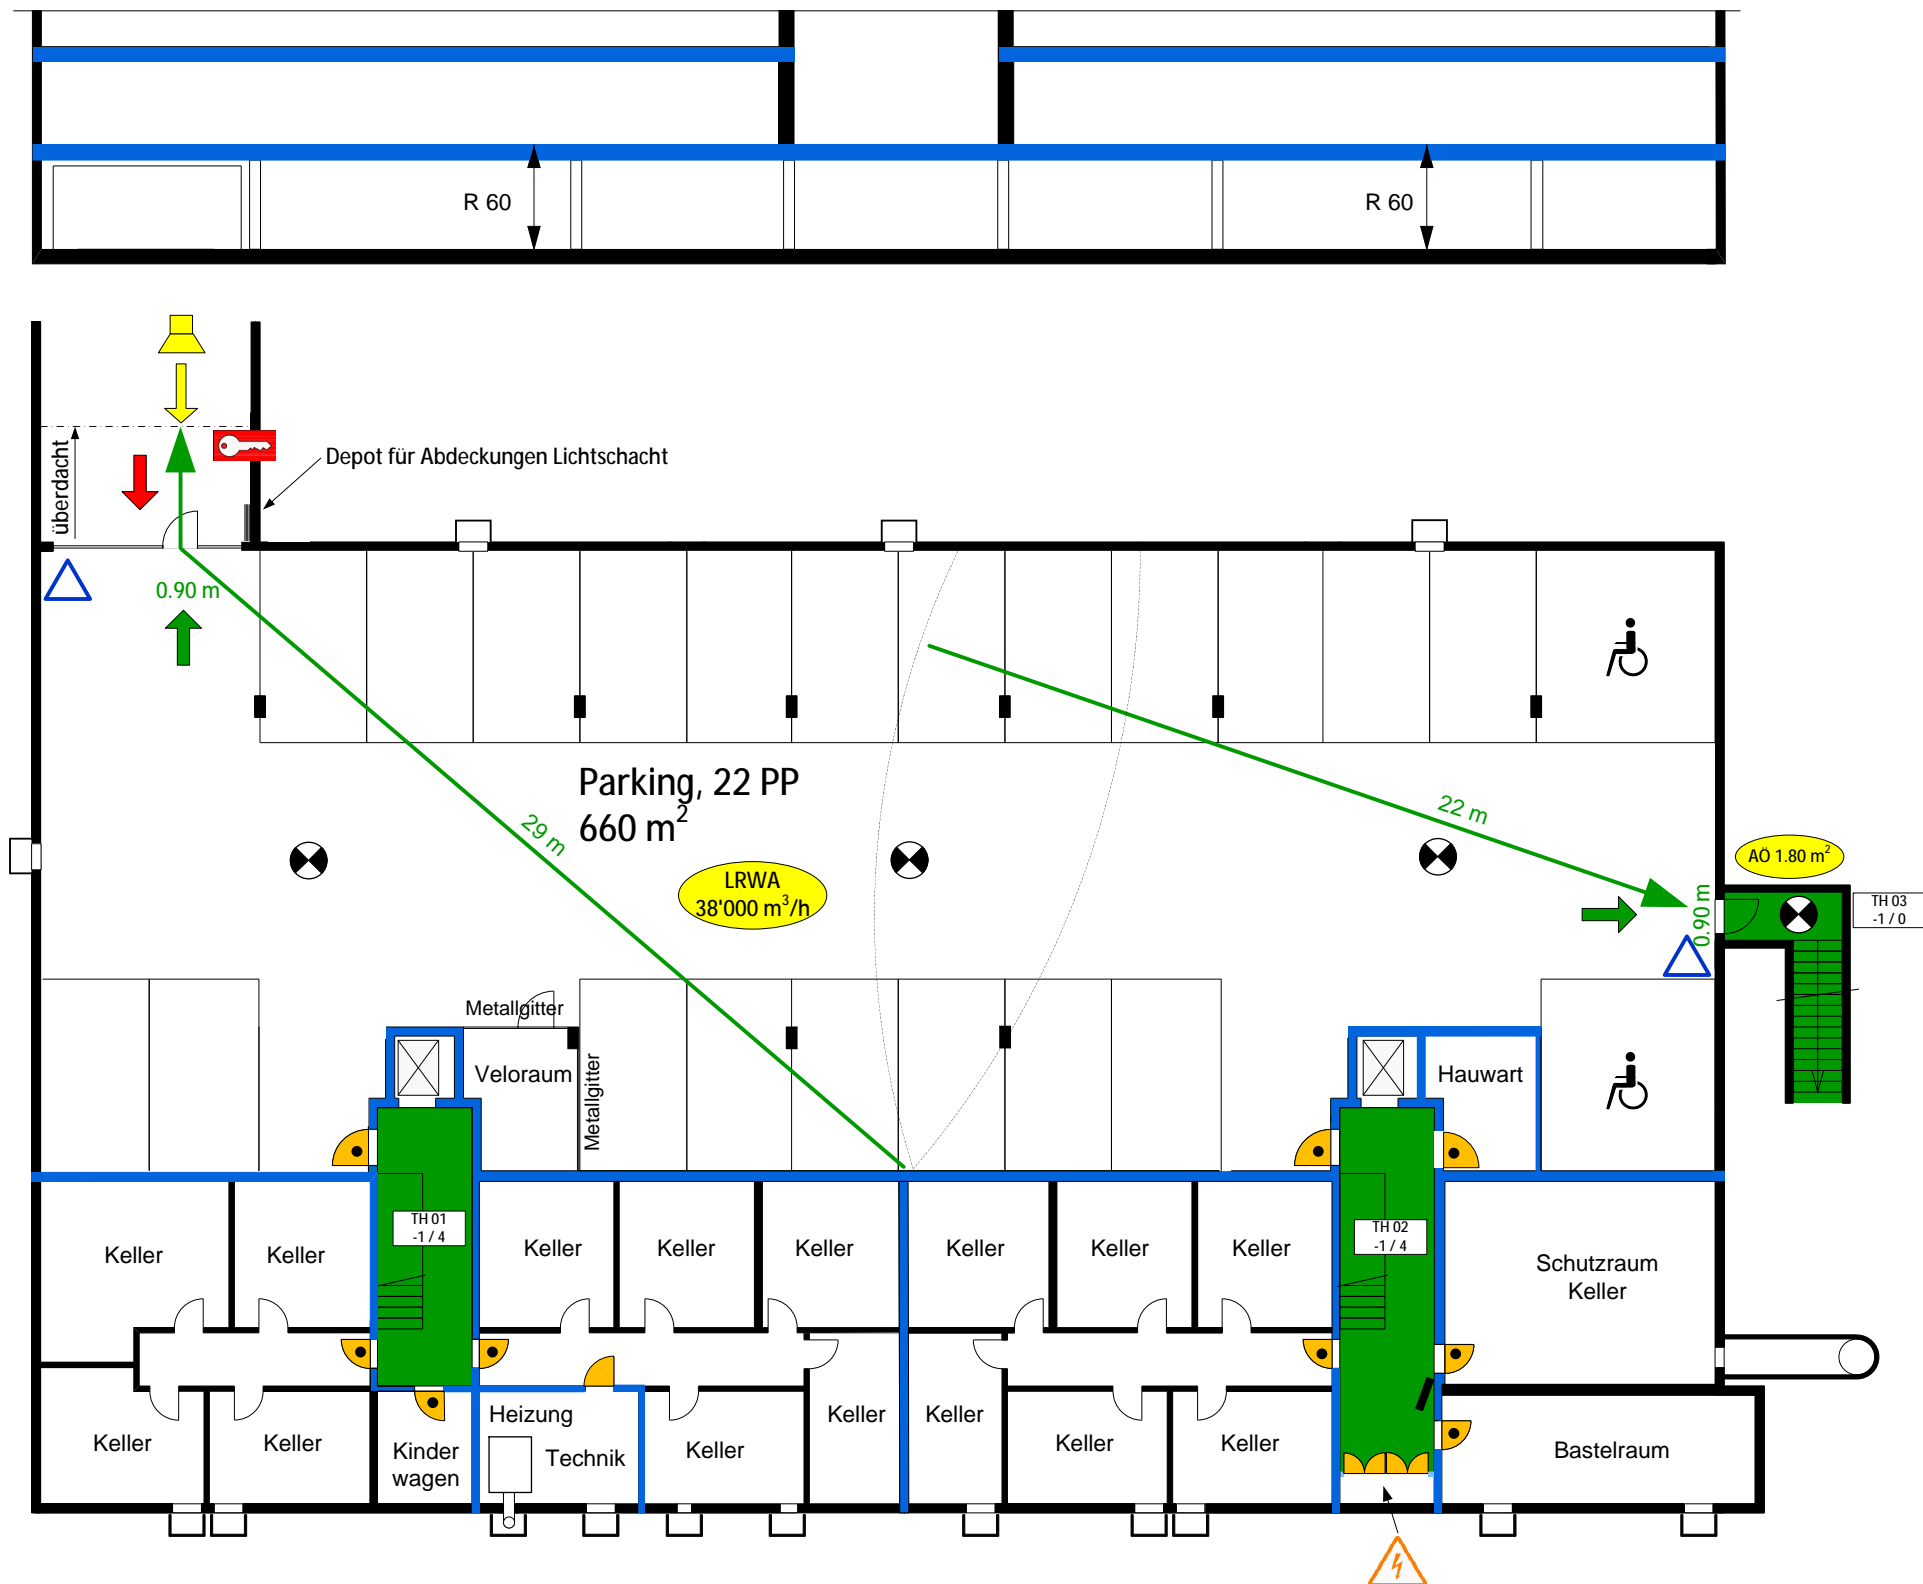 R 60
R 60
überdacht
Depot für Abdeckungen Lichtschacht
0.90 m
Parking, 22 PP
660 m²
29 m
22 m
LRWA
38'000 m³/h
AÖ 1.80 m²
0.90 m
TH 03
-1 / 0
Metallgitter
Veloraum
Metallgitter
Hauwart
TH 01
-1 / 4
TH 02
-1 / 4
Keller
Keller
Keller
Keller
Keller
Keller
Keller
Keller
Schutzraum
Keller
Keller
Keller
Kinder
wagen
Heizung
Technik
Keller
Keller
Keller
Keller
Keller
Bastelraum